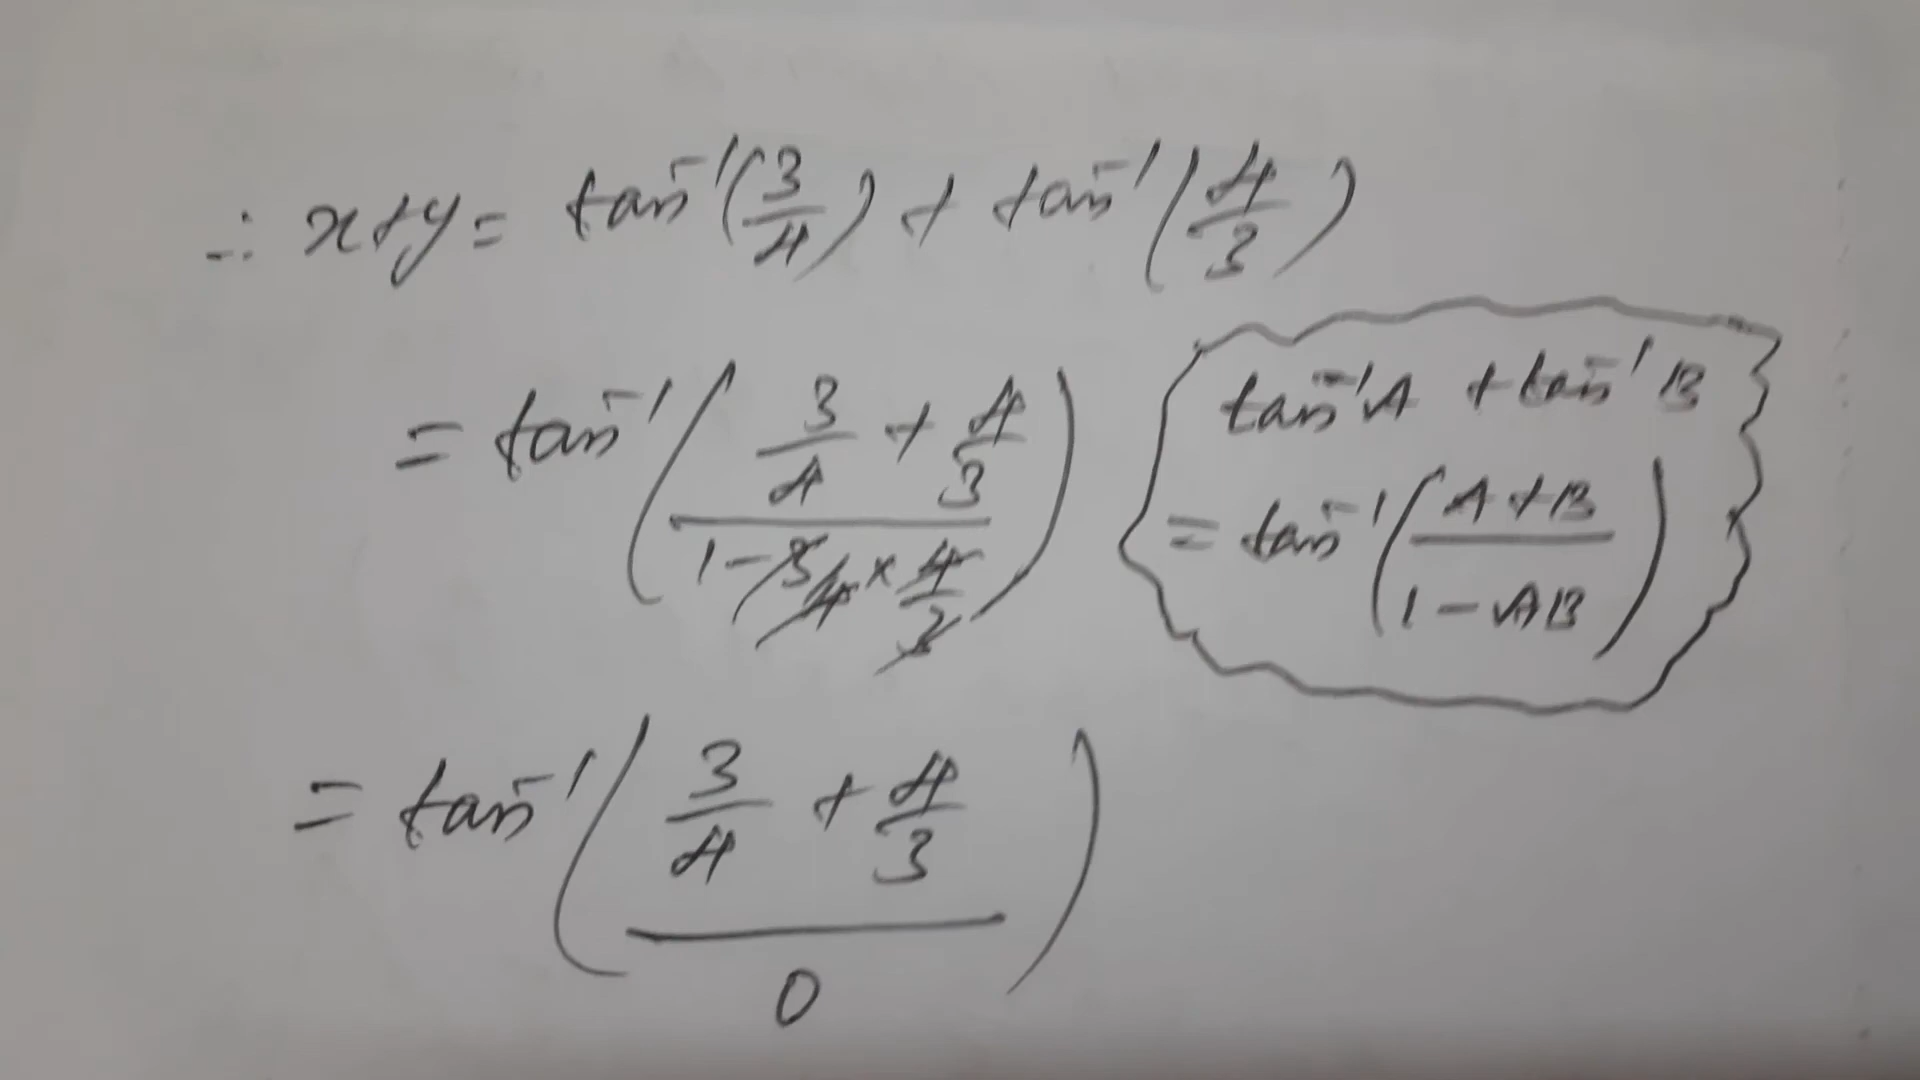 ∴ x+y = tan⁻¹(3/4) + tan⁻¹(4/3)
= tan⁻¹((3/4 + 4/3)/(1 - 3/4 × 4/3))
tan⁻¹A + tan⁻¹B
= tan⁻¹((A+B)/(1-AB))
= tan⁻¹((3/4 + 4/3)/0)